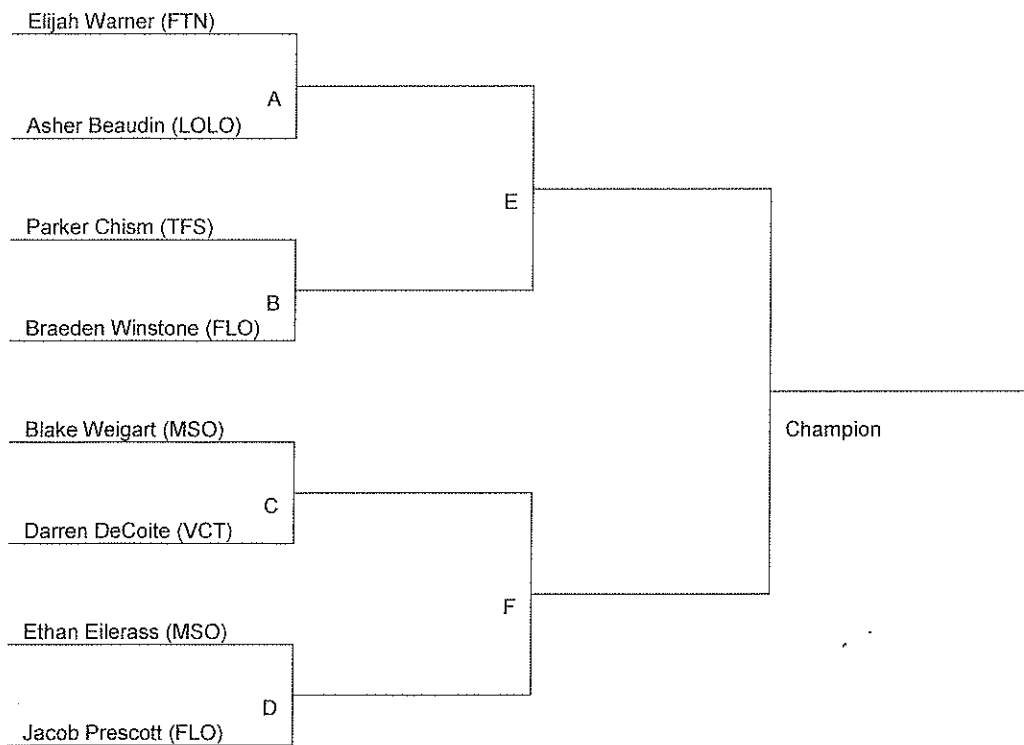 Elijah Warner (FTN)
A
Asher Beaudin (LOLO)
E
Parker Chism (TFS)
B
Braeden Winstone (FLO)
Blake Weigart (MSO)
Champion
C
Darren DeCoite (VCT)
F
Ethan Eilerass (MSO)
D
Jacob Prescott (FLO)